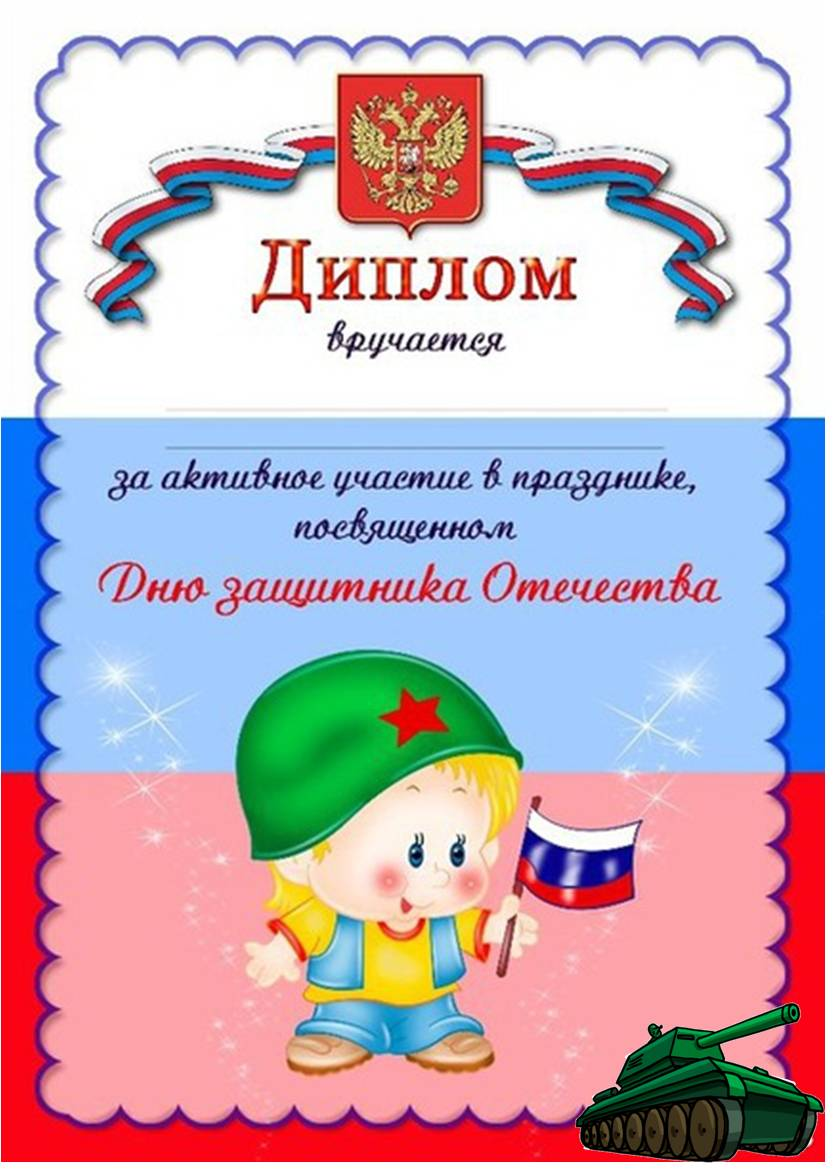 Диплом
вручается
за активное участие в празднике,
посвященном
Дню защитника Отечества